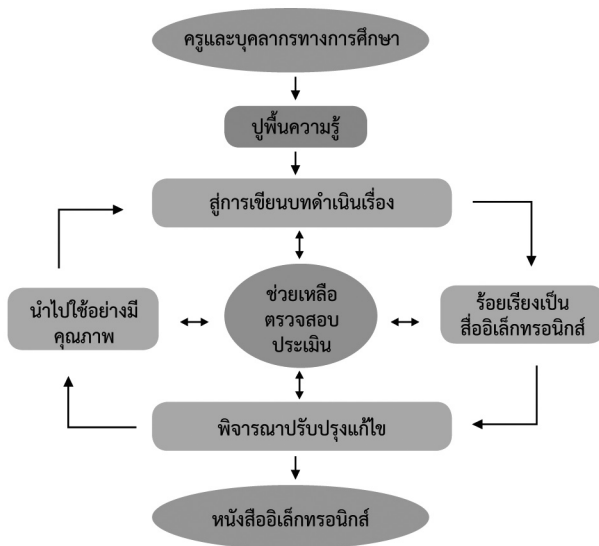 ครูและบุคลากรทางการศึกษา
ปูพื้นความรู้
สู่การเขียนบทดำเนินเรื่อง
นำไปใช้อย่างมี
คุณภาพ
ช่วยเหลือ
ตรวจสอบ
ประเมิน
ร้อยเรียงเป็น
สื่ออิเล็กทรอนิกส์
พิจารณาปรับปรุงแก้ไข
หนังสืออิเล็กทรอนิกส์